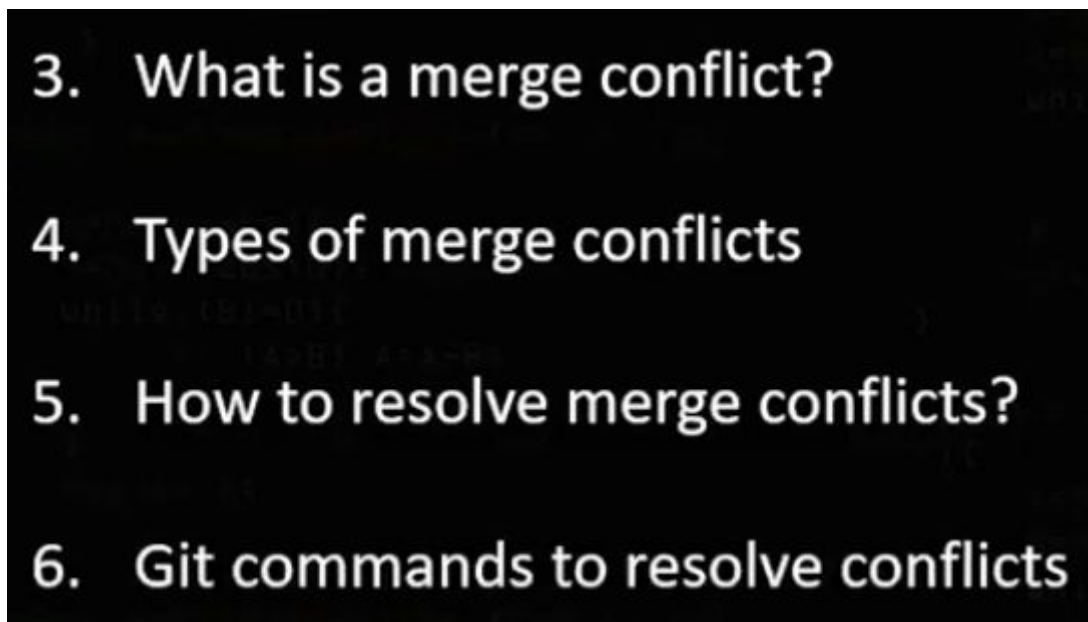 3. What is a merge conflict?
4. Types of merge conflicts
5. How to resolve merge conflicts?
6. Git commands to resolve conflicts